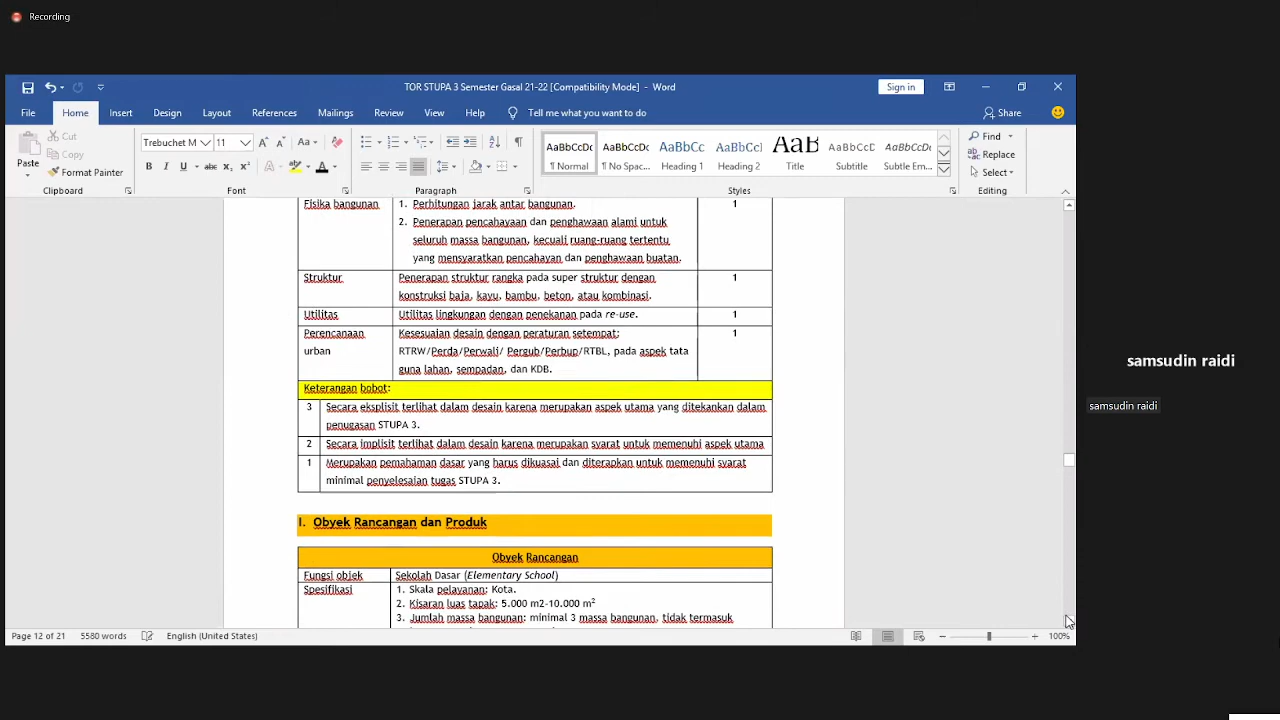 Recording
TOR STUPA 3 Semester Gasal 21-22 [Compatibility Mode] - Word
Sign in
File Home Insert Design Layout References Mailings Review View Help Tell me what you want to do Share
Paste Cut Copy Format Painter
Trebuchet M 11
AaBbCcDc AaBbCcDc AaBbCc AaBbCcl AaB AaBbCcD AaBbCcDc
¶ Normal ¶ No Spac... Heading 1 Heading 2 Title Subtitle Subtle Em...
Find
Replace
Select
Clipboard Font Paragraph Styles Editing
Fisika bangunan 1. Perhitungan jarak antar bangunan. 1
2. Penerapan pencahayaan dan penghawaan alami untuk
seluruh massa bangunan, kecuali ruang-ruang tertentu
yang mensyaratkan pencahayan dan penghawaan buatan.
Struktur Penerapan struktur rangka pada super struktur dengan 1
konstruksi baja, kayu, bambu, beton, atau kombinasi.
Utilitas Utilitas lingkungan dengan penekanan pada re-use. 1
Perencanaan Kesesuaian desain dengan peraturan setempat: 1
urban RTRW/Perda/Perwali/ Pergub/Perbup/RTBL, pada aspek tata
guna lahan, sempadan, dan KDB.
Keterangan bobot:
3 Secara eksplisit terlihat dalam desain karena merupakan aspek utama yang ditekankan dalam
penugasan STUPA 3.
2 Secara implisit terlihat dalam desain karena merupakan syarat untuk memenuhi aspek utama
1 Merupakan pemahaman dasar yang harus dikuasai dan diterapkan untuk memenuhi syarat
minimal penyelesaian tugas STUPA 3.
I. Obyek Rancangan dan Produk
Obyek Rancangan
Fungsi objek Sekolah Dasar (Elementary School)
Spesifikasi 1. Skala pelayanan: Kota.
2. Kisaran luas tapak: 5.000 m2-10.000 m²
3. Jumlah massa bangunan: minimal 3 massa bangunan, tidak termasuk
Page 12 of 21 5580 words English (United States) 100%
samsudin raidi
samsudin raidi